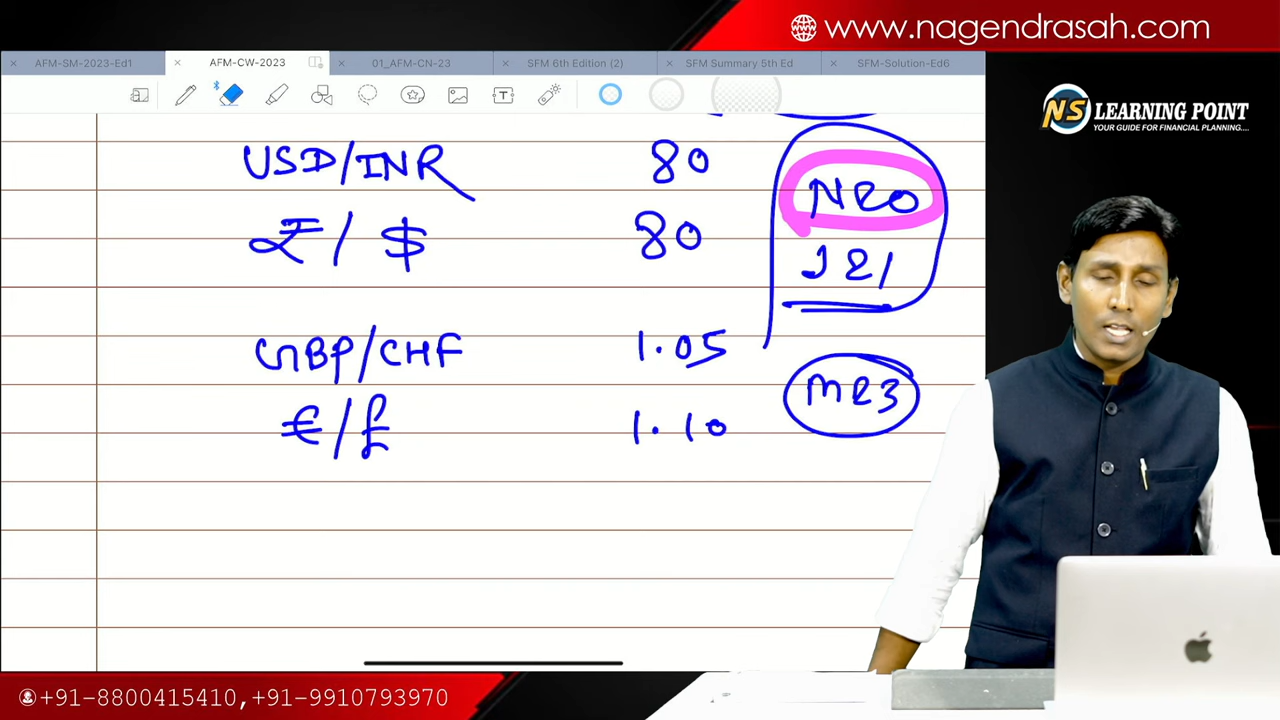 www.nagendrasah.com
AFM-SM-2023-Ed1
AFM-CW-2023
01_AFM-CN-23
SFM 6th Edition (2)
SFM Summary 5th Ed
SFM-Solution-Ed6
NS LEARNING POINT
YOUR GUIDE FOR FINANCIAL PLANNING....
USD/INR 80
₹/$ 80
N20
J21
GBP/CHF 1.05
M23
€/£ 1.10
+91-8800415410,+91-9910793970